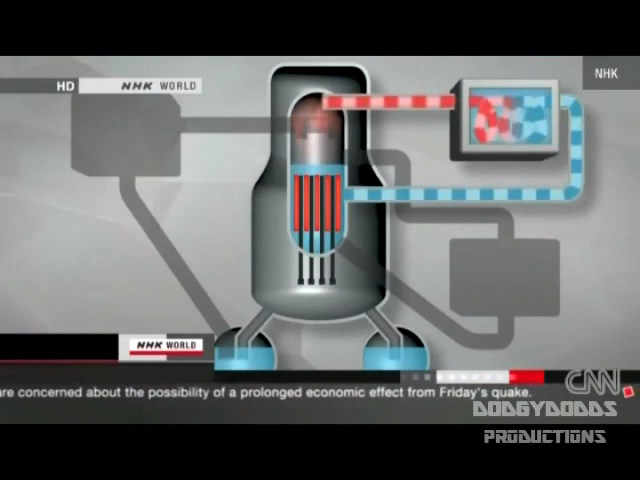 HD NHK WORLD
NHK
NHK WORLD
are concerned about the possibility of a prolonged economic effect from Friday's quake.
CNN
DODGYDODDS
PRODUCTIONS